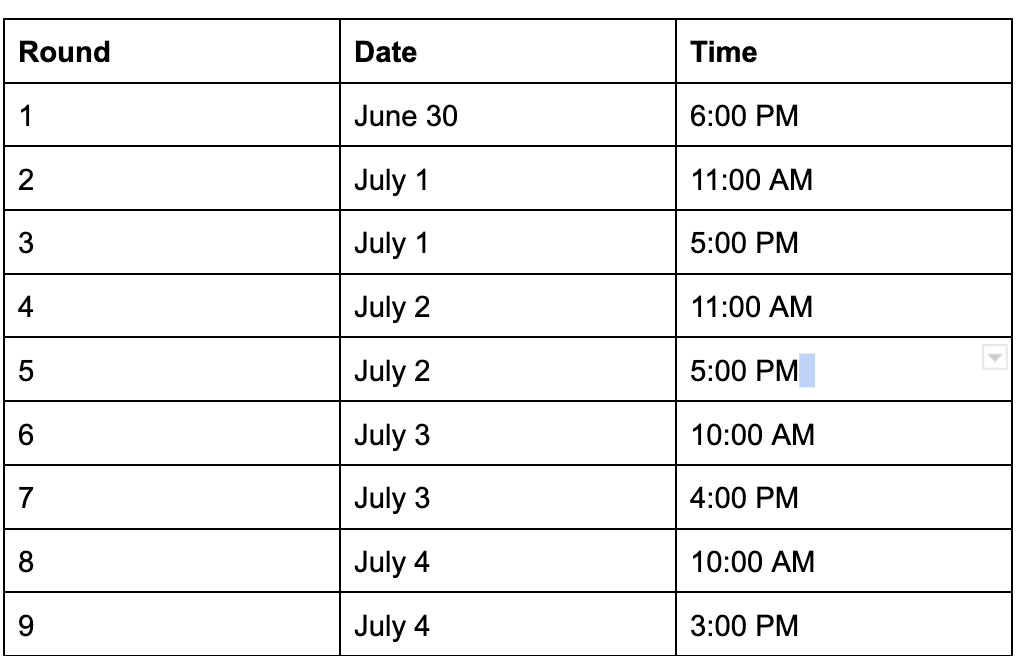 Round Date Time
1 June 30 6:00 PM
2 July 1 11:00 AM
3 July 1 5:00 PM
4 July 2 11:00 AM
5 July 2 5:00 PM
6 July 3 10:00 AM
7 July 3 4:00 PM
8 July 4 10:00 AM
9 July 4 3:00 PM